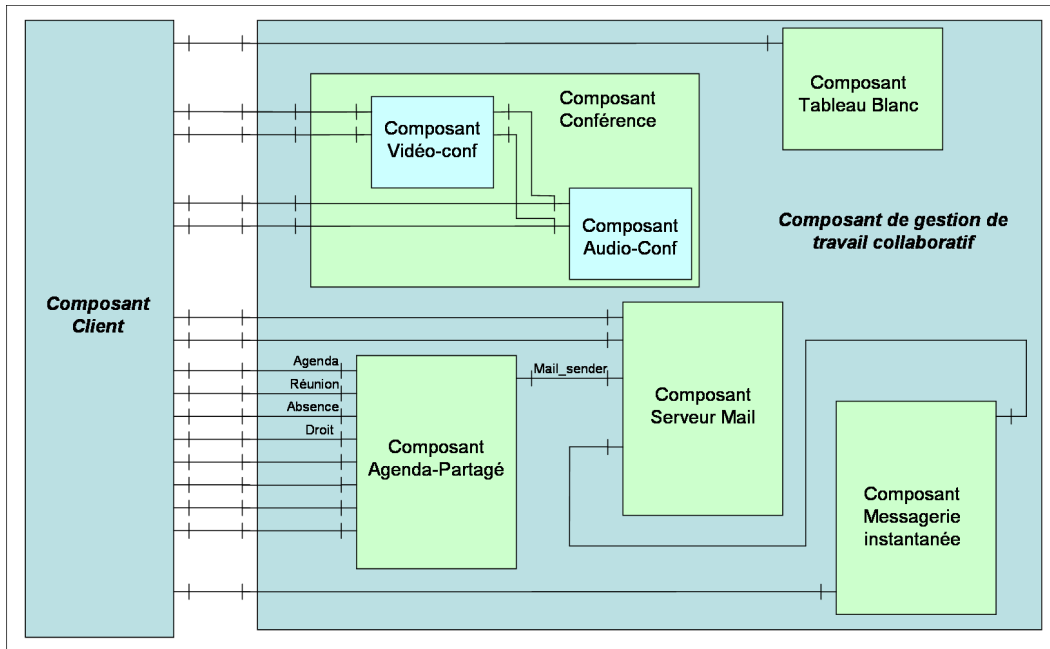 Composant
Client
Composant
Tableau Blanc
Composant
Conférence
Composant
Vidéo-conf
Composant
Audio-Conf
Composant de gestion de
travail collaboratif
Agenda
Réunion
Absence
Droit
Composant
Agenda-Partagé
Mail_sender
Composant
Serveur Mail
Composant
Messagerie
instantanée